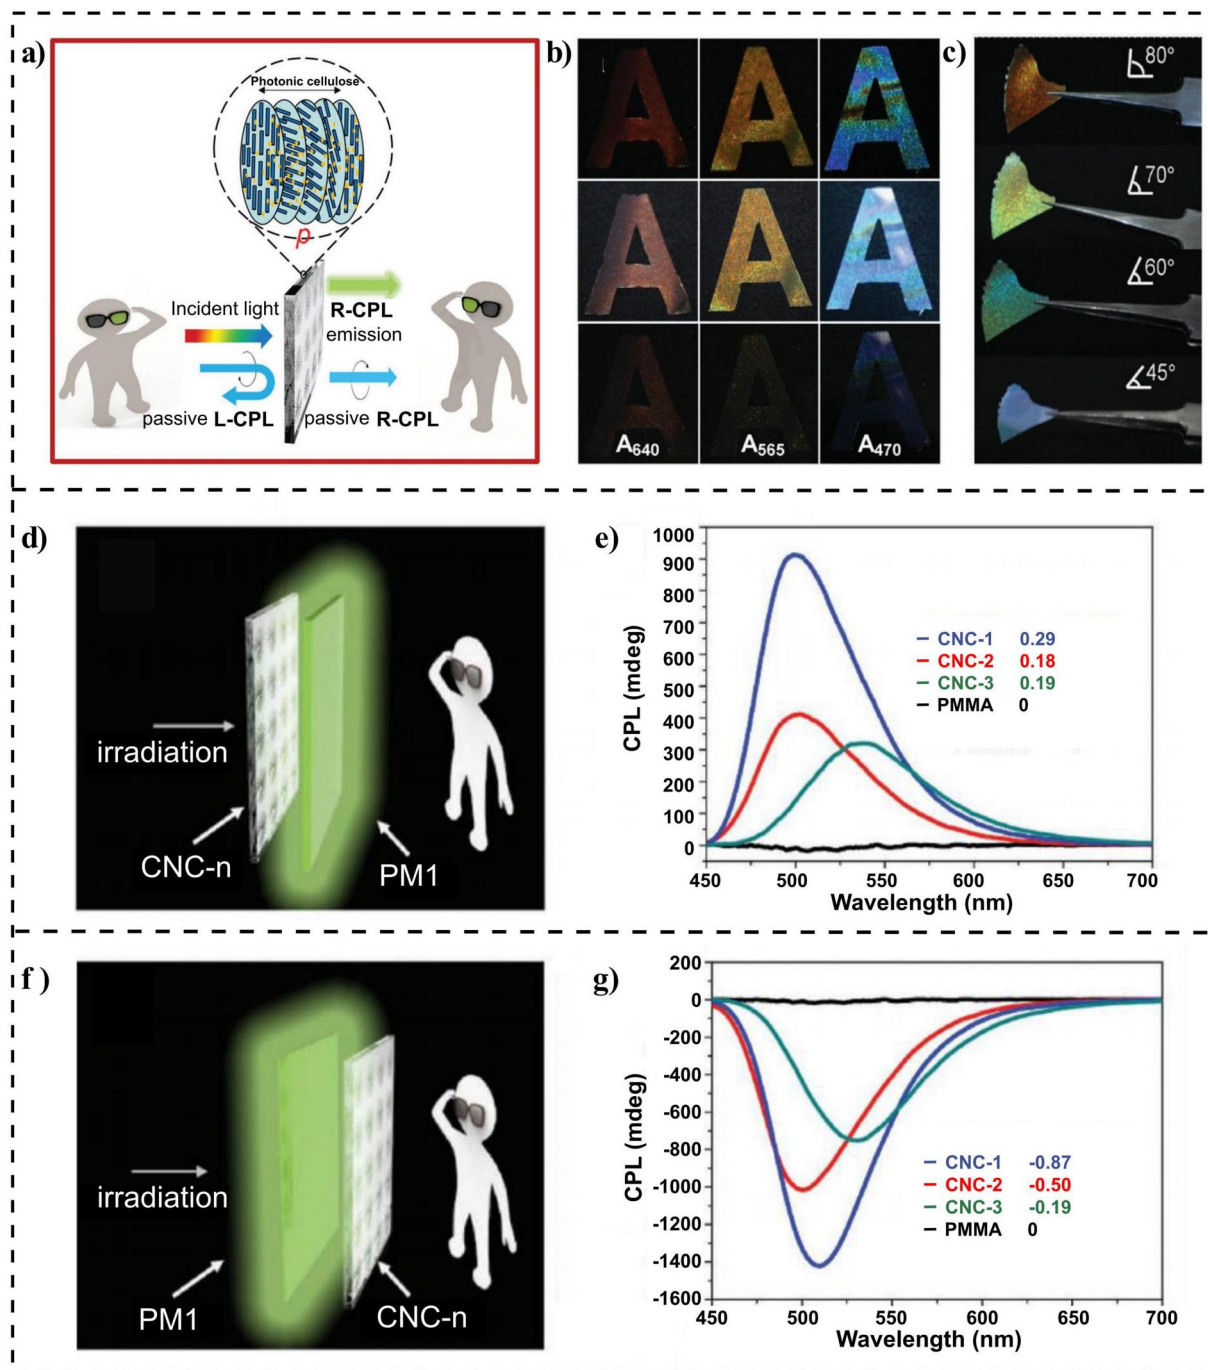 a)
Photonic cellulose
p
Incident light
R-CPL
emission
passive L-CPL
passive R-CPL
b)
A640
A565
A470
c)
80°
70°
60°
45°
d)
irradiation
CNC-n
PM1
e)
1000
900
800
700
600
500
400
300
200
100
0
CPL (mdeg)
CNC-1 0.29
CNC-2 0.18
CNC-3 0.19
PMMA 0
450 500 550 600 650 700
Wavelength (nm)
f)
irradiation
PM1
CNC-n
g)
200
0
-200
-400
-600
-800
-1000
-1200
-1400
-1600
CPL (mdeg)
CNC-1 -0.87
CNC-2 -0.50
CNC-3 -0.19
PMMA 0
450 500 550 600 650 700
Wavelength (nm)